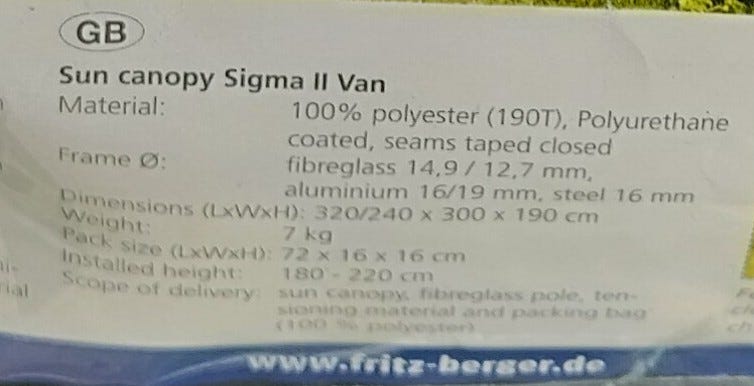 GB
Sun canopy Sigma II Van
Material: 100% polyester (190T), Polyurethane
coated, seams taped closed
Frame Ø: fibreglass 14,9 / 12,7 mm,
aluminium 16/19 mm, steel 16 mm
Dimensions (LxWxH): 320/240 x 300 x 190 cm
Weight: 7 kg
Pack size (LxWxH): 72 x 16 x 16 cm
Installed height: 180 - 220 cm
Scope of delivery: sun canopy, fibreglass pole, ten-
sioning material and packing bag
(100 % polyester)
www.fritz-berger.de